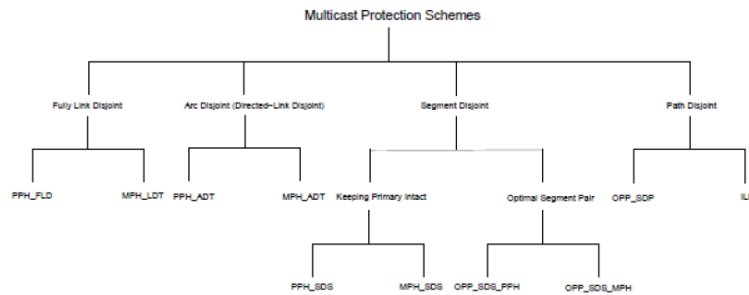 Multicast Protection Schemes
Fully Link Disjoint
Arc Disjoint (Directed-Link Disjoint)
Segment Disjoint
Path Disjoint
PPH_FLD
MPH_LDT
PPH_ADT
MPH_ADT
Keeping Primary Intact
Optimal Segment Pair
OPP_SDP
PPH_SDS
MPH_SDS
OPP_SDS_PPH
OPP_SDS_MPH